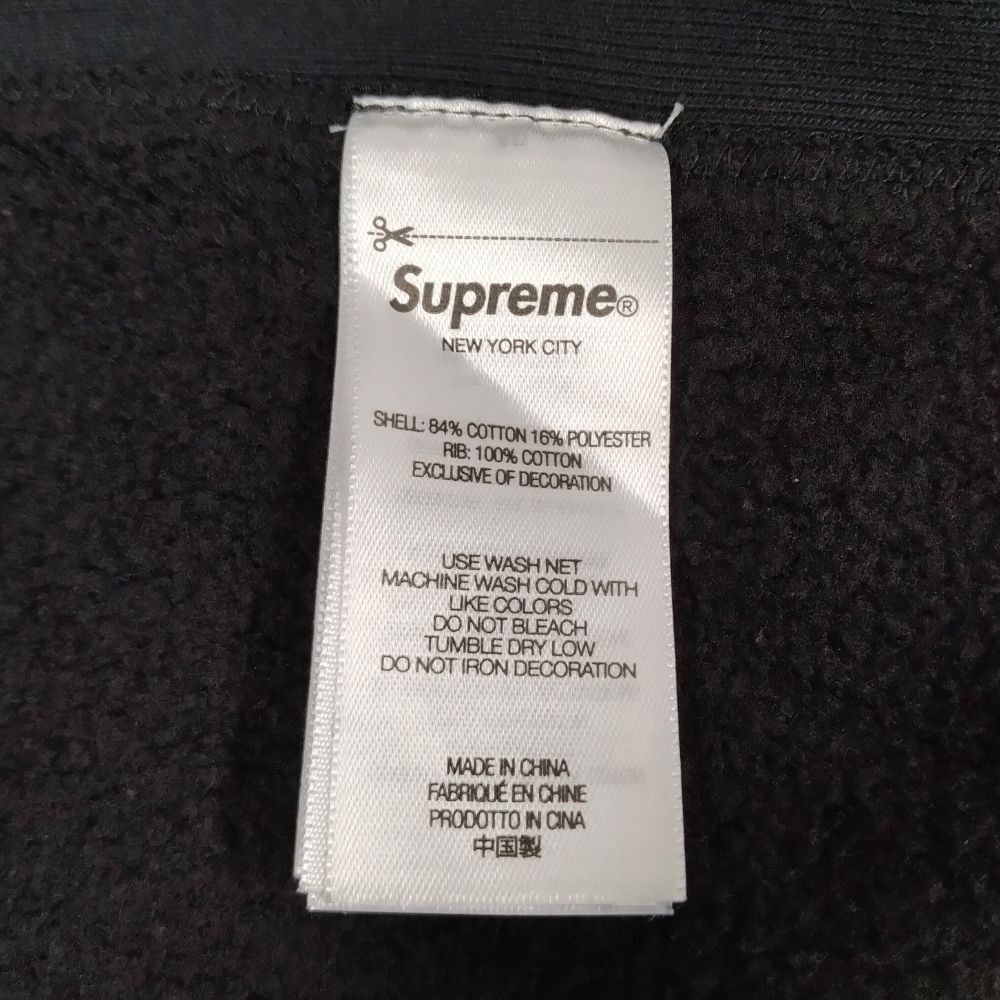 Supreme®
NEW YORK CITY
SHELL: 84% COTTON 16% POLYESTER
RIB: 100% COTTON
EXCLUSIVE OF DECORATION
USE WASH NET
MACHINE WASH COLD WITH
LIKE COLORS
DO NOT BLEACH
TUMBLE DRY LOW
DO NOT IRON DECORATION
MADE IN CHINA
FABRIQUÉ EN CHINE
PRODOTTO IN CINA
中国製